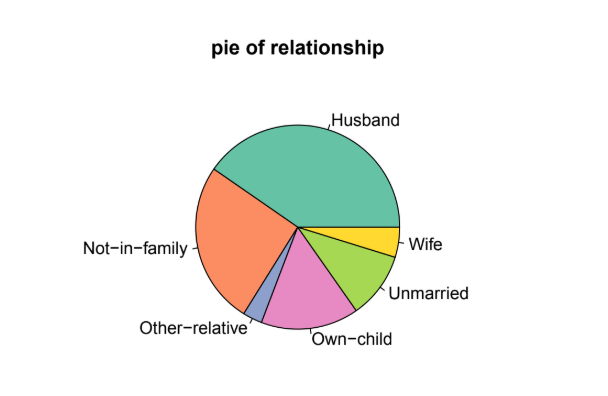 pie of relationship
Husband
Not−in−family
Wife
Unmarried
Other−relative
Own−child